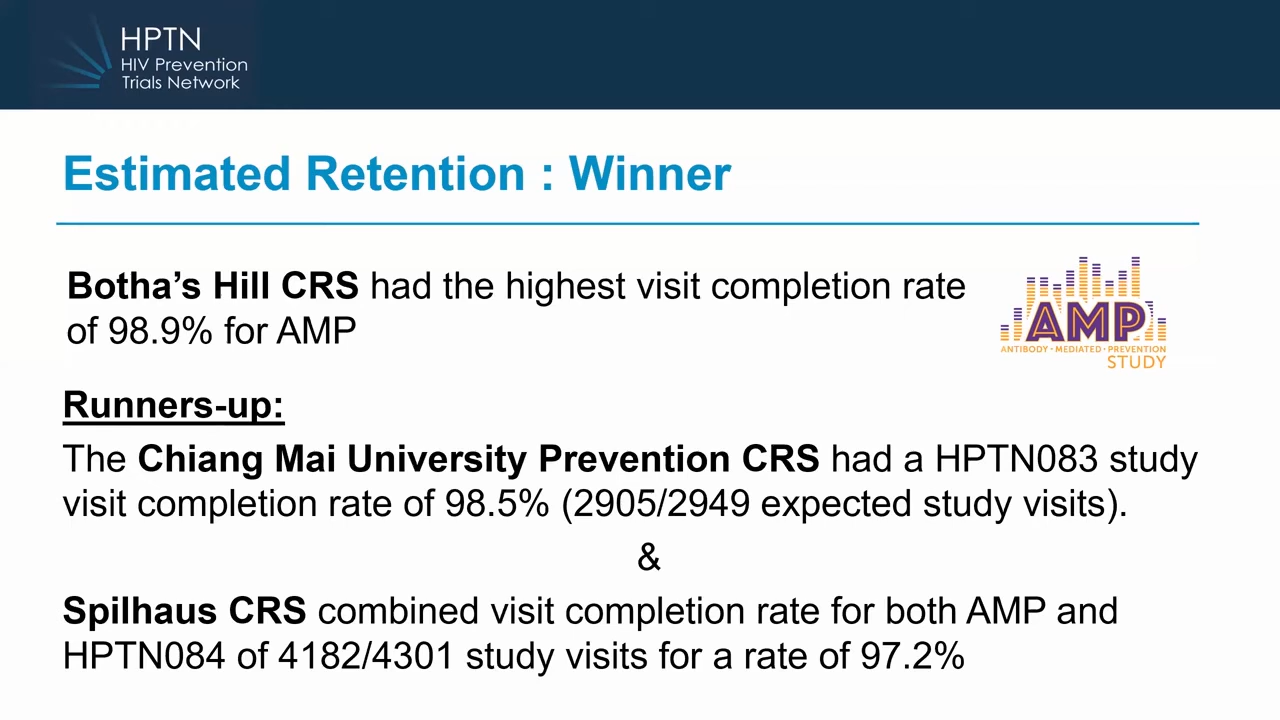 HPTN
HIV Prevention
Trials Network
Estimated Retention : Winner
Botha’s Hill CRS had the highest visit completion rate
of 98.9% for AMP
AMP
ANTIBODY • MEDIATED • PREVENTION
STUDY
Runners-up:
The Chiang Mai University Prevention CRS had a HPTN083 study
visit completion rate of 98.5% (2905/2949 expected study visits).
&
Spilhaus CRS combined visit completion rate for both AMP and
HPTN084 of 4182/4301 study visits for a rate of 97.2%